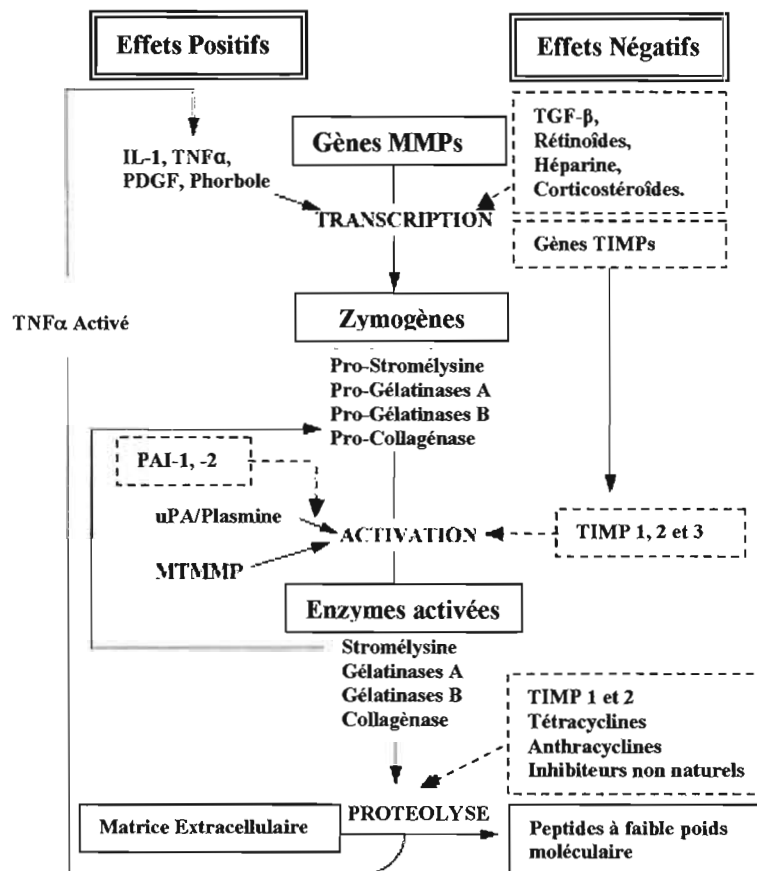 Effets Positifs
Effets Négatifs
TGF-β,
Rétinoîdes,
Héparine,
Corticostéroîdes.
Gènes MMPs
IL-1, TNFα,
PDGF, Phorbole
TRANSCRIPTION
Gènes TIMPs
TNFα Activé
Zymogènes
Pro-Stromélysine
Pro-Gélatinases A
Pro-Gélatinases B
Pro-Collagénase
PAI-1, -2
uPA/Plasmine
ACTIVATION
TIMP 1, 2 et 3
MTMMP
Enzymes activées
Stromélysine
Gélatinases A
Gélatinases B
Collagènase
TIMP 1 et 2
Tétracyclines
Anthracyclines
Inhibiteurs non naturels
PROTEOLYSE
Matrice Extracellulaire
Peptides à faible poids
moléculaire